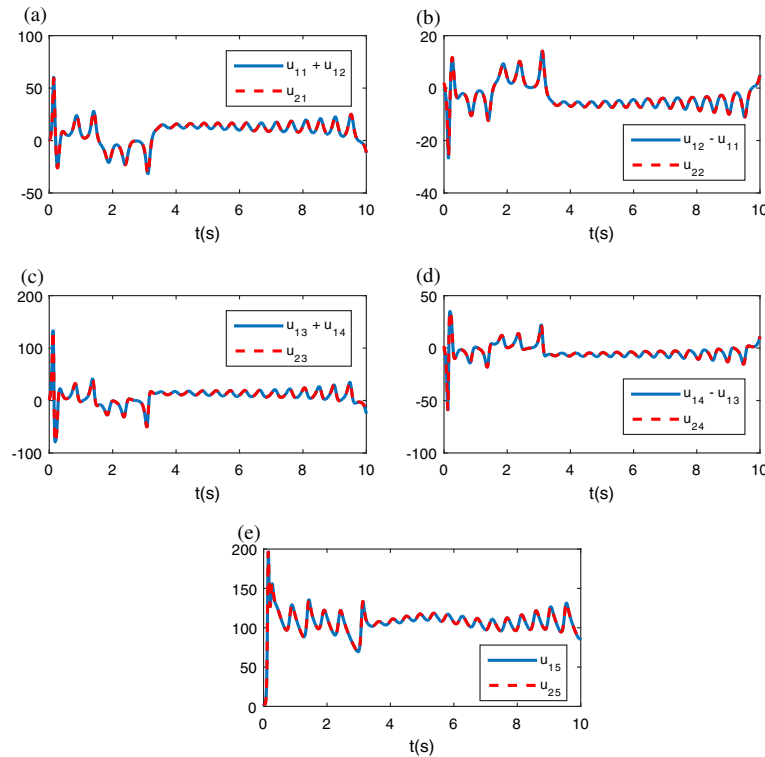 (a)
100
50
0
-50
0 2 4 6 8 10
t(s)
u11 + u12
u21
(b)
20
0
-20
-40
0 2 4 6 8 10
t(s)
u12 - u11
u22
(c)
200
100
0
-100
0 2 4 6 8 10
t(s)
u13 + u14
u23
(d)
50
0
-50
-100
0 2 4 6 8 10
t(s)
u14 - u13
u24
(e)
200
150
100
50
0
0 2 4 6 8 10
t(s)
u15
u25